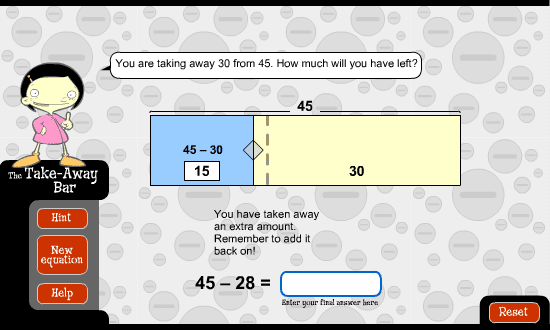 You are taking away 30 from 45. How much will you have left?
45
The Take-Away
Bar
45 – 30
15
30
Hint
New
equation
Help
You have taken away
an extra amount.
Remember to add it
back on!
45 – 28 =
Enter your final answer here
Reset